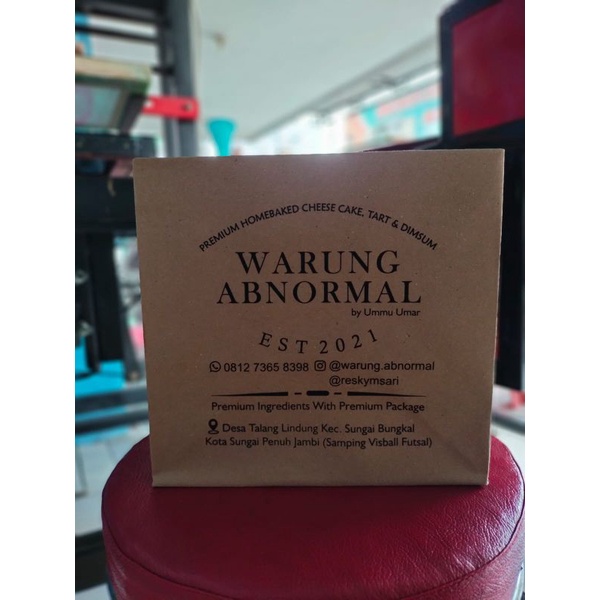 PREMIUM HOMEBAKED CHEESE CAKE, TART & DIMSUM
WARUNG
ABNORMAL
by Ummu Umar
EST 2021
0812 7365 8398 @warung.abnormal
@reskymsari
Premium Ingredients With Premium Package
Desa Talang Lindung Kec. Sungai Bungkal
Kota Sungai Penuh Jambi (Samping Visball Futsal)